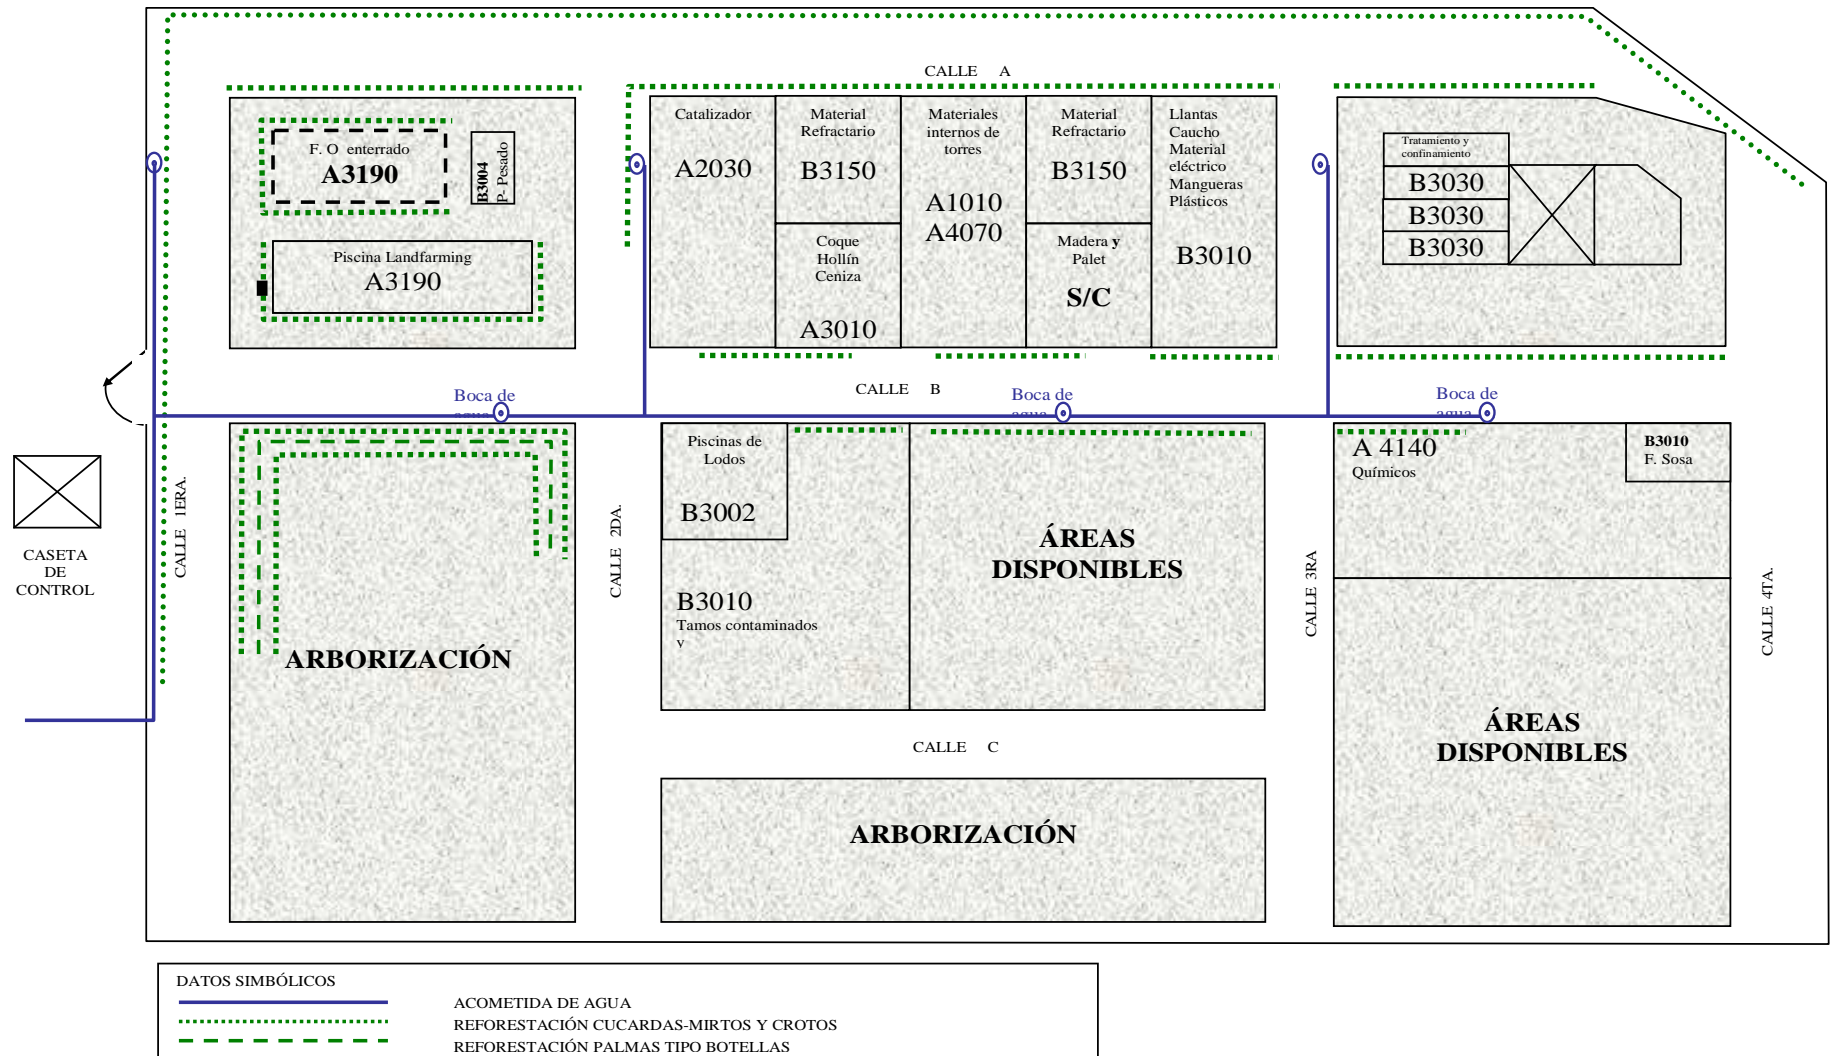 CALLE A
F. O enterrado
A3190
B3004
P. Pesado
Piscina Landfarming
A3190
Catalizador
A2030
Material
Refractario
B3150
Coque
Hollín
Ceniza
A3010
Materiales
internos de
torres
A1010
A4070
Material
Refractario
B3150
Madera y
Palet
S/C
Llantas
Caucho
Material
eléctrico
Mangueras
Plásticos
B3010
Tratamiento y
confinamiento
B3030
B3030
B3030
CALLE B
Boca de
agua
Boca de
agua
Boca de
agua
CASETA
DE
CONTROL
CALLE 1ERA.
ARBORIZACIÓN
CALLE 2DA.
Piscinas de
Lodos
B3002
B3010
Tamos contaminados
y
ÁREAS
DISPONIBLES
CALLE 3RA
A 4140
Químicos
B3010
F. Sosa
ÁREAS
DISPONIBLES
CALLE 4TA.
CALLE C
ARBORIZACIÓN
DATOS SIMBÓLICOS
ACOMETIDA DE AGUA
REFORESTACIÓN CUCARDAS-MIRTOS Y CROTOS
REFORESTACIÓN PALMAS TIPO BOTELLAS